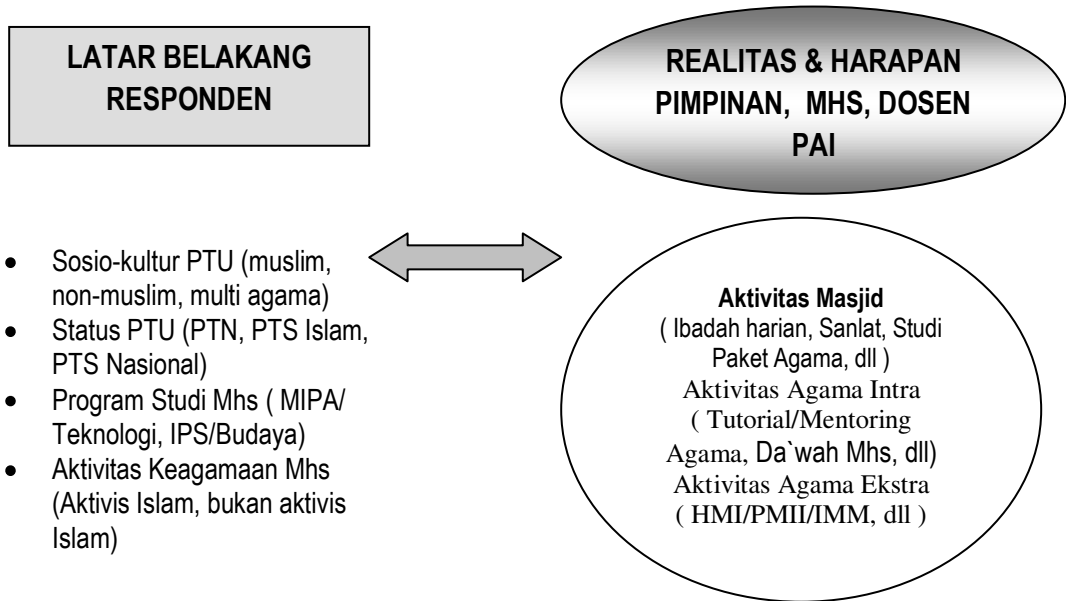 LATAR BELAKANG
RESPONDEN
REALITAS & HARAPAN
PIMPINAN, MHS, DOSEN
PAI
• Sosio-kultur PTU (muslim,
non-muslim, multi agama)
• Status PTU (PTN, PTS Islam,
PTS Nasional)
• Program Studi Mhs ( MIPA/
Teknologi, IPS/Budaya)
• Aktivitas Keagamaan Mhs
(Aktivis Islam, bukan aktivis
Islam)
Aktivitas Masjid
( Ibadah harian, Sanlat, Studi
Paket Agama, dll )
Aktivitas Agama Intra
( Tutorial/Mentoring
Agama, Da`wah Mhs, dll)
Aktivitas Agama Ekstra
( HMI/PMII/IMM, dll )